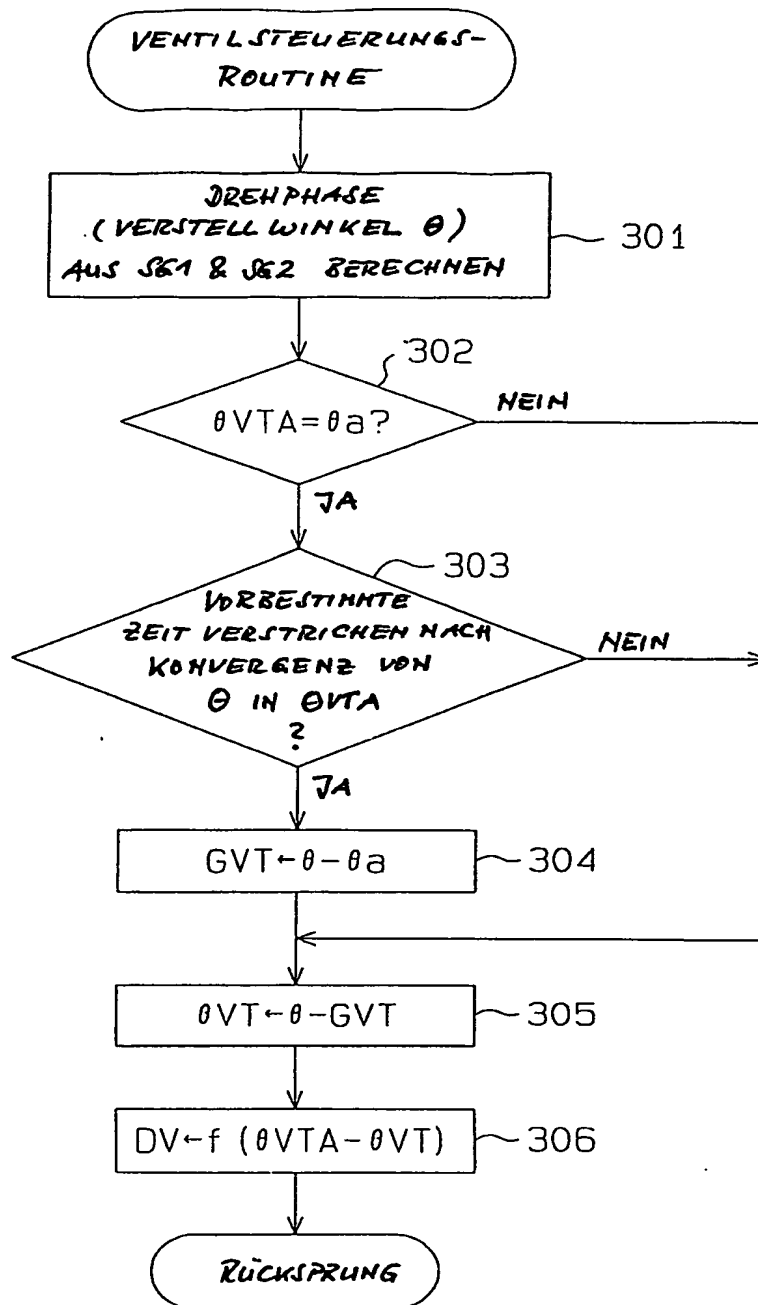 VENTILSTEUERUNGS-
ROUTINE
DREHPHASE
(VERSTELLWINKEL θ)
AUS SG1 & SG2 BERECHNEN
301
302
θVTA=θa?
NEIN
JA
303
VORBESTIMMTE
ZEIT VERSTRICHEN NACH
KONVERGENZ VON
θ IN θVTA
?
NEIN
JA
GVT←θ-θa
304
θVT←θ-GVT
305
DV←f (θVTA-θVT)
306
RÜCKSPRUNG